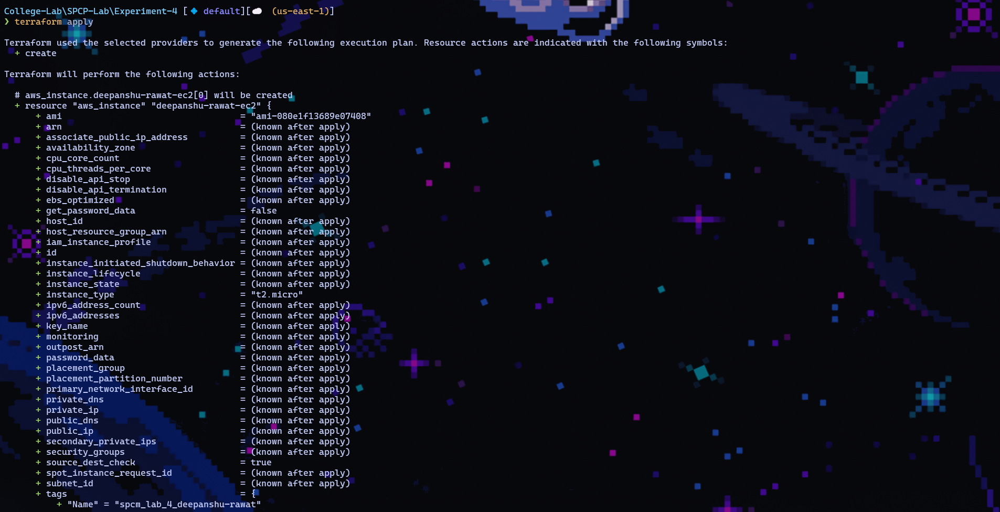 College-Lab\SPCP-Lab\Experiment-4 [ default][ (us-east-1)]
❯ terraform apply
Terraform used the selected providers to generate the following execution plan. Resource actions are indicated with the following symbols:
+ create
Terraform will perform the following actions:
# aws_instance.deepanshu-rawat-ec2[0] will be created
+ resource "aws_instance" "deepanshu-rawat-ec2" {
+ ami = "ami-080e1f13689e07408"
+ arn = (known after apply)
+ associate_public_ip_address = (known after apply)
+ availability_zone = (known after apply)
+ cpu_core_count = (known after apply)
+ cpu_threads_per_core = (known after apply)
+ disable_api_stop = (known after apply)
+ disable_api_termination = (known after apply)
+ ebs_optimized = (known after apply)
+ get_password_data = false
+ host_id = (known after apply)
+ host_resource_group_arn = (known after apply)
+ iam_instance_profile = (known after apply)
+ id = (known after apply)
+ instance_initiated_shutdown_behavior = (known after apply)
+ instance_lifecycle = (known after apply)
+ instance_state = (known after apply)
+ instance_type = "t2.micro"
+ ipv6_address_count = (known after apply)
+ ipv6_addresses = (known after apply)
+ key_name = (known after apply)
+ monitoring = (known after apply)
+ outpost_arn = (known after apply)
+ password_data = (known after apply)
+ placement_group = (known after apply)
+ placement_partition_number = (known after apply)
+ primary_network_interface_id = (known after apply)
+ private_dns = (known after apply)
+ private_ip = (known after apply)
+ public_dns = (known after apply)
+ public_ip = (known after apply)
+ secondary_private_ips = (known after apply)
+ security_groups = (known after apply)
+ source_dest_check = true
+ spot_instance_request_id = (known after apply)
+ subnet_id = (known after apply)
+ tags = {
+ "Name" = "spcm_lab_4_deepanshu-rawat"